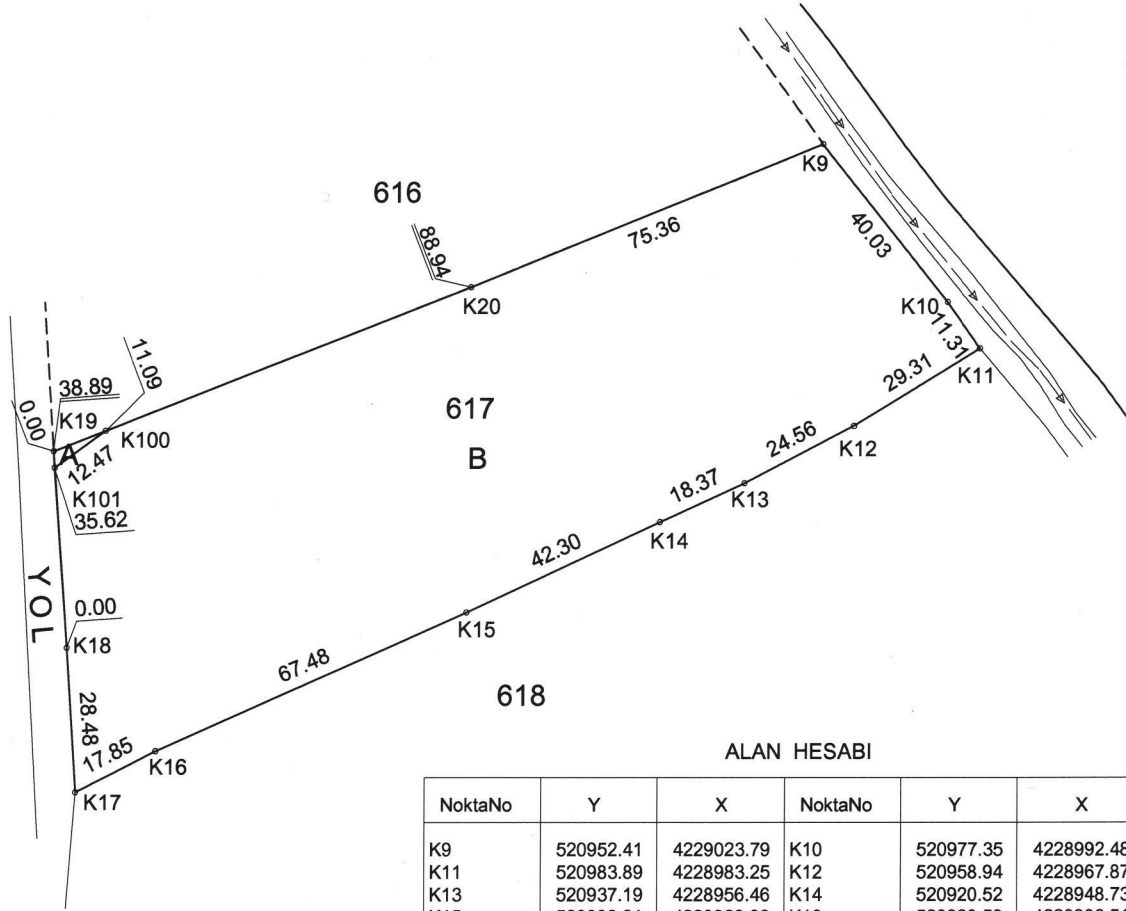 K9
616
88.94
75.36
40.03
K20
K10
11.31
K11
11.09
38.89
0.00
K19
K100
29.31
617
A
12.47
B
K12
24.56
K101
35.62
18.37
K13
42.30
K14
YOL
0.00
K18
K15
67.48
618
28.48
17.85
K16
K17
ALAN HESABI
NoktaNo Y X NoktaNo Y X
K9 520952.41 4229023.79 K10 520977.35 4228992.48
K11 520983.89 4228983.25 K12 520958.94 4228967.87
K13 520937.19 4228956.46 K14 520920.52 4228948.73